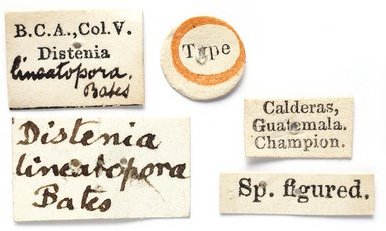 B.C.A.,Col.V.
Distenia
lineatopora.
Bates
Type
Distenia
lineatopora
Bates
Calderas,
Guatemala.
Champion.
Sp. figured.